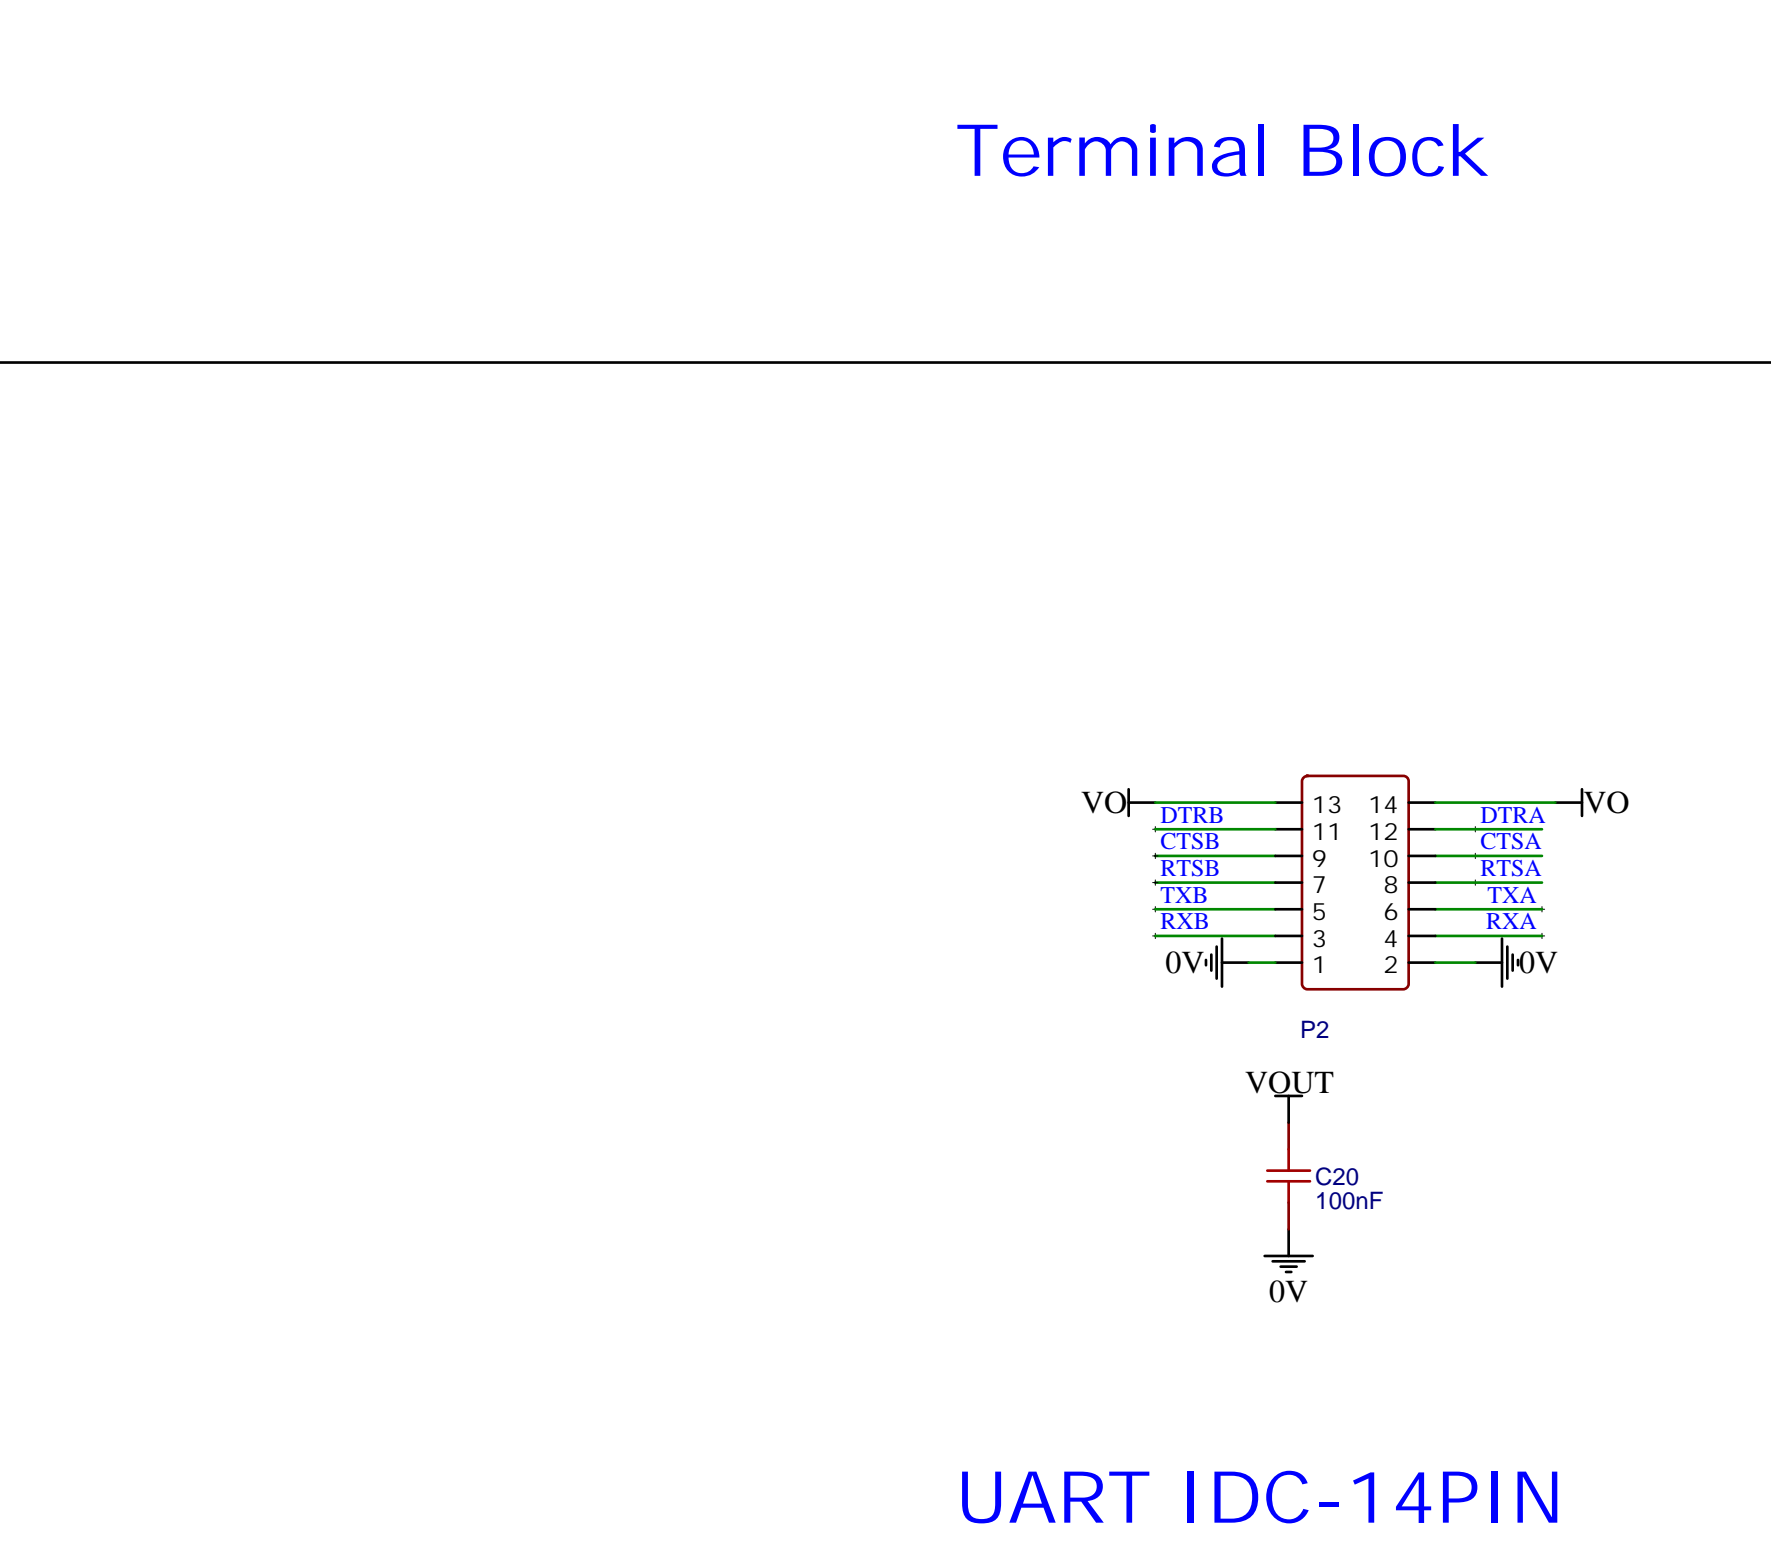 Terminal Block
VO 13 14 VO
DTRB 11 12 DTRA
CTSB 9 10 CTSA
RTSB 7 8 RTSA
TXB 5 6 TXA
RXB 3 4 RXA
0V 1 2 0V
P2
VOUT
C20
100nF
0V
UART IDC-14PIN